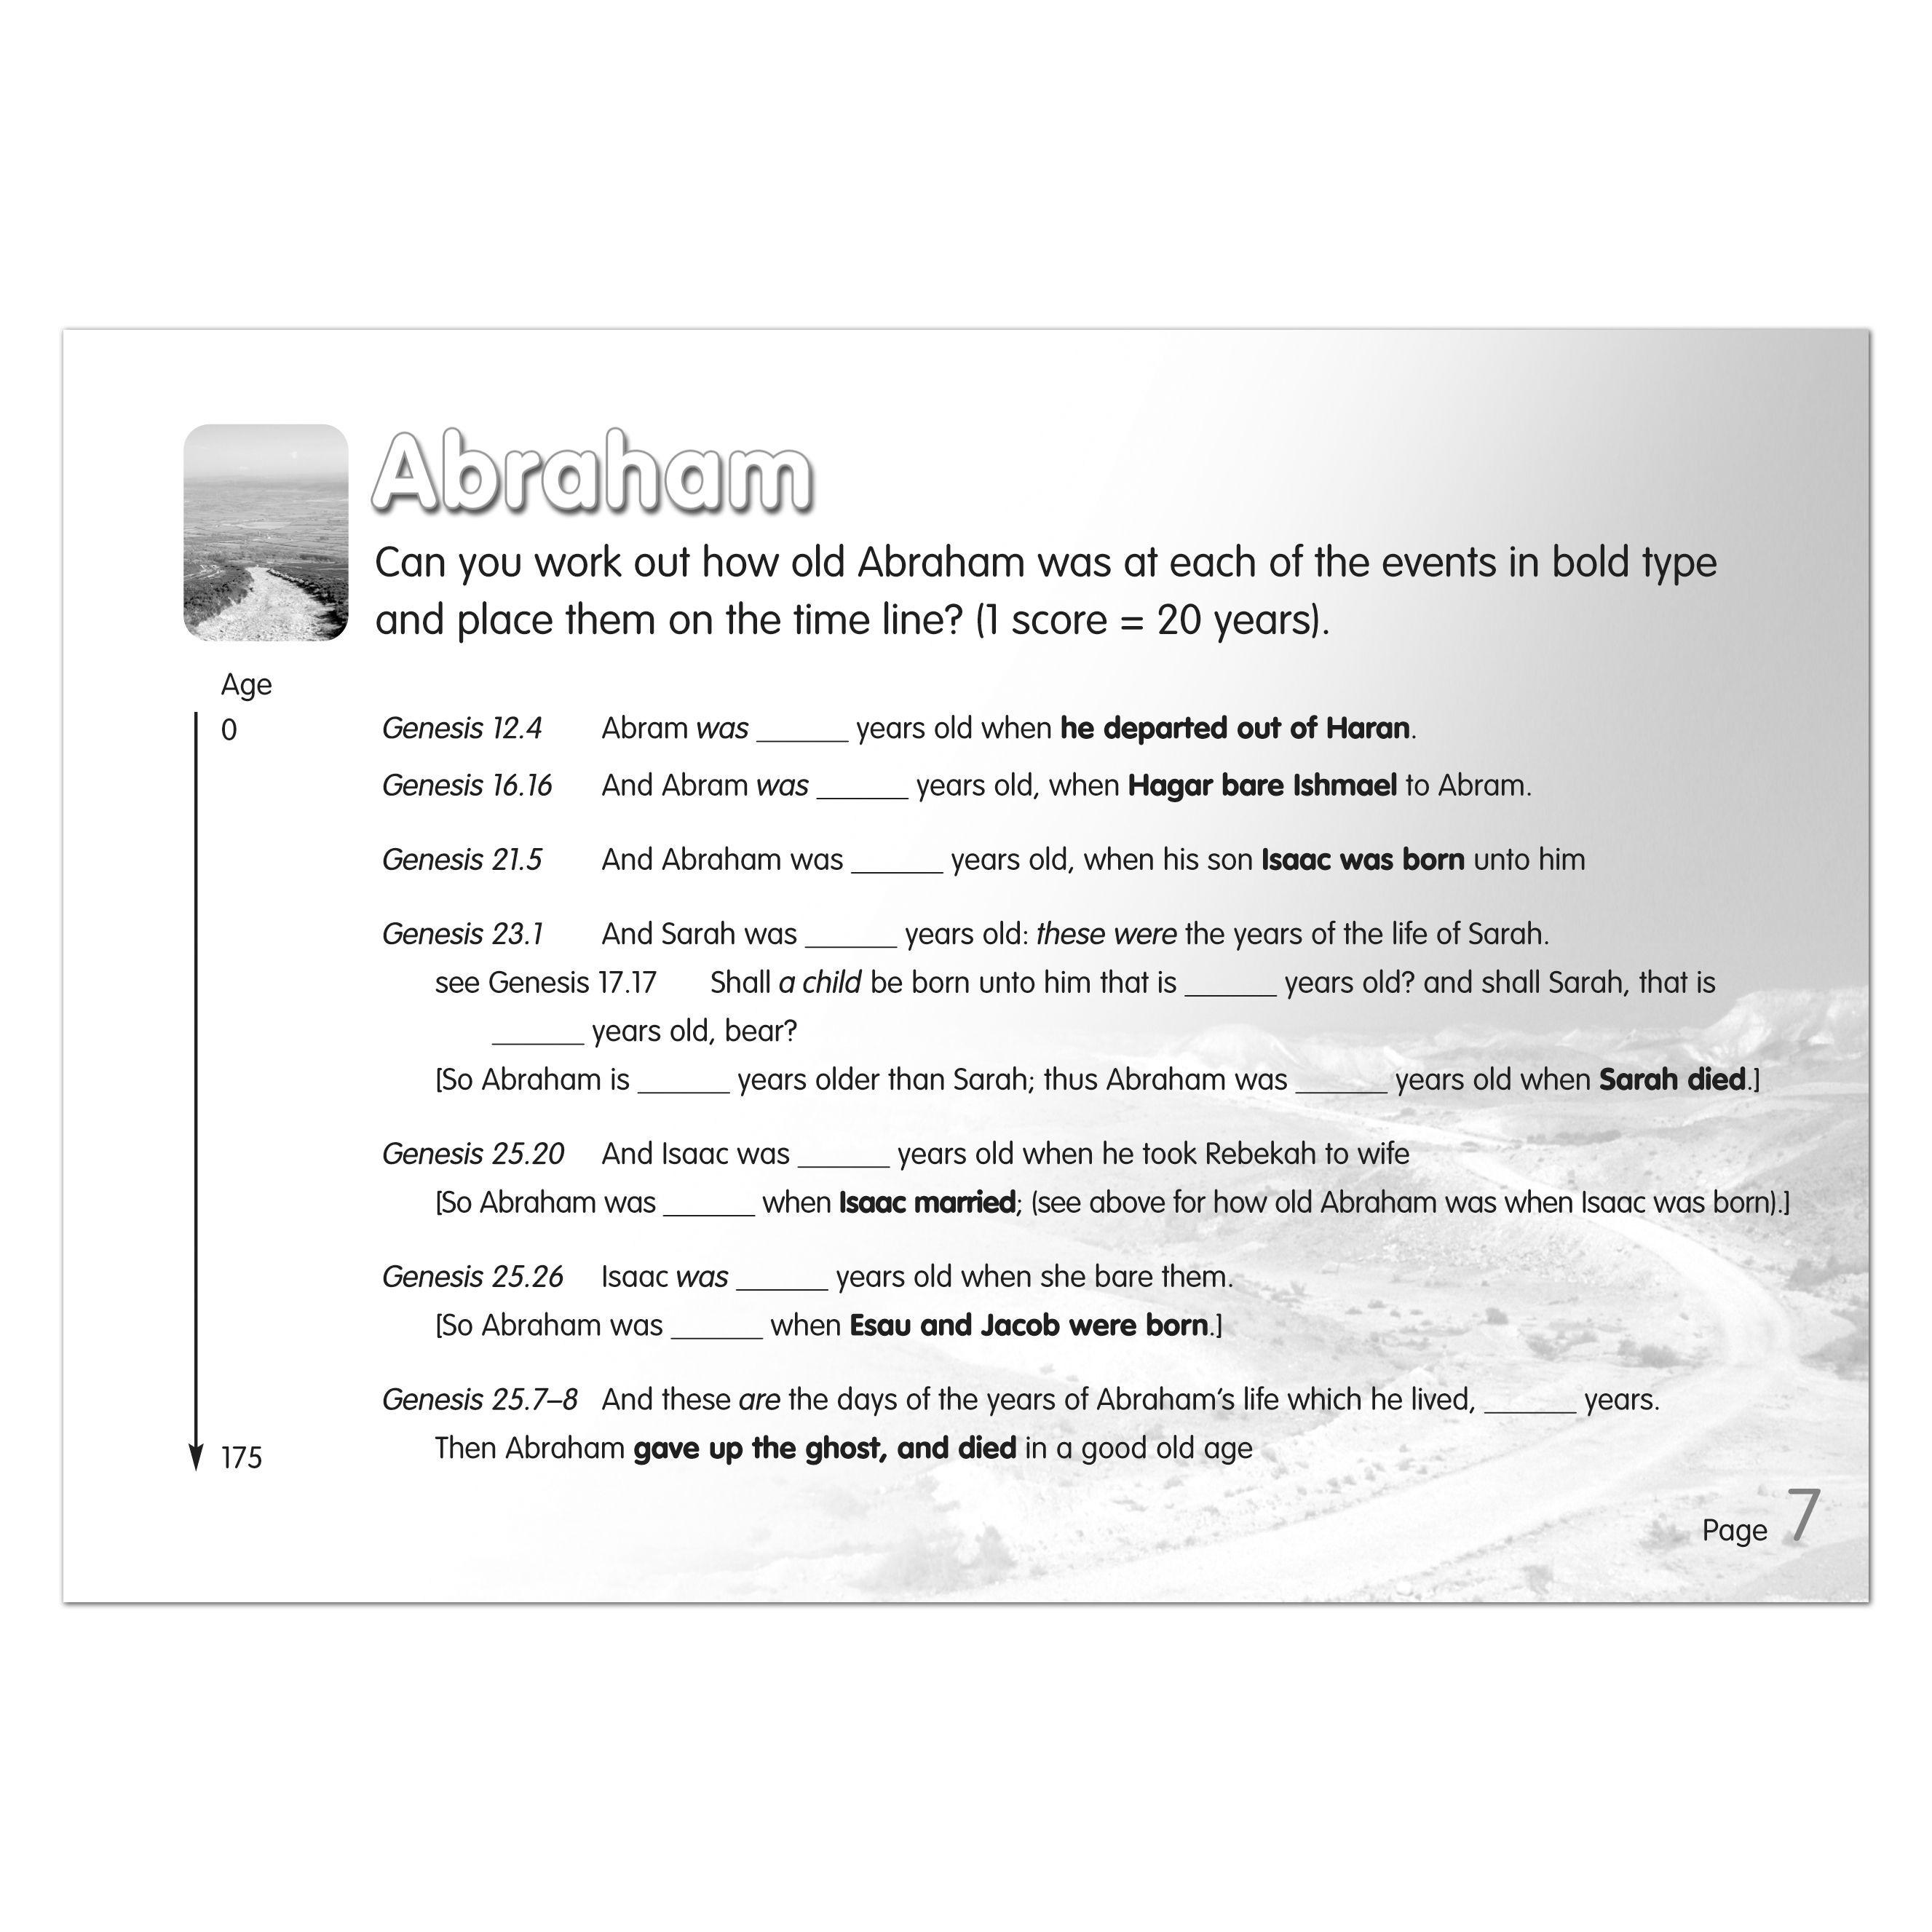 Abraham
Can you work out how old Abraham was at each of the events in bold type
and place them on the time line? (1 score = 20 years).
Age
0
Genesis 12.4 Abram was ______ years old when he departed out of Haran.
Genesis 16.16 And Abram was ______ years old, when Hagar bare Ishmael to Abram.
Genesis 21.5 And Abraham was ______ years old, when his son Isaac was born unto him
Genesis 23.1 And Sarah was ______ years old: these were the years of the life of Sarah.
see Genesis 17.17 Shall a child be born unto him that is ______ years old? and shall Sarah, that is
______ years old, bear?
[So Abraham is ______ years older than Sarah; thus Abraham was ______ years old when Sarah died.]
Genesis 25.20 And Isaac was ______ years old when he took Rebekah to wife
[So Abraham was ______ when Isaac married; (see above for how old Abraham was when Isaac was born).]
Genesis 25.26 Isaac was ______ years old when she bare them.
[So Abraham was ______ when Esau and Jacob were born.]
Genesis 25.7–8 And these are the days of the years of Abraham's life which he lived, ______ years.
Then Abraham gave up the ghost, and died in a good old age
175
Page 7